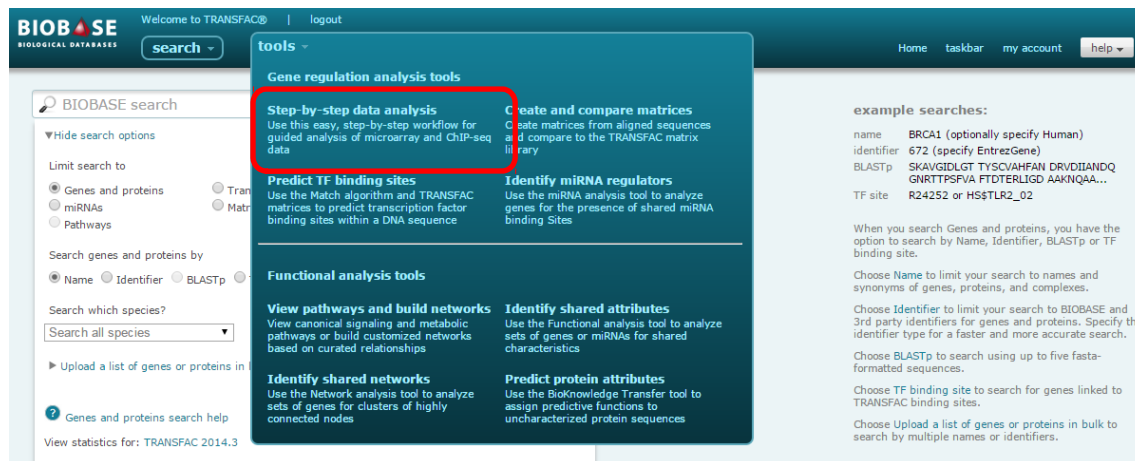 BIOBASE
BIOLOGICAL DATABASES
Welcome to TRANSFAC® | logout
search
tools
Home taskbar my account help
Gene regulation analysis tools
Step-by-step data analysis
Use this easy, step-by-step workflow for
guided analysis of microarray and ChIP-seq
data
Create and compare matrices
Create matrices from aligned sequences
and compare to the TRANSFAC matrix
library
Predict TF binding sites
Use the Match algorithm and TRANSFAC
matrices to predict transcription factor
binding sites within a DNA sequence
Identify miRNA regulators
Use the miRNA analysis tool to analyze
genes for the presence of shared miRNA
binding Sites
Functional analysis tools
View pathways and build networks
View canonical signaling and metabolic
pathways or build customized networks
based on curated relationships
Identify shared attributes
Use the Functional analysis tool to analyze
sets of genes or miRNAs for shared
characteristics
Identify shared networks
Use the Network analysis tool to analyze
sets of genes for clusters of highly
connected nodes
Predict protein attributes
Use the BioKnowledge Transfer tool to
assign predictive functions to
uncharacterized protein sequences
BIOBASE search
Hide search options
Limit search to
Genes and proteins
miRNAs
Pathways
Search genes and proteins by
Name Identifier BLASTp
Search which species?
Search all species
Upload a list of genes or proteins in
Genes and proteins search help
View statistics for: TRANSFAC 2014.3
example searches:
name BRCA1 (optionally specify Human)
identifier 672 (specify EntrezGene)
BLASTp SKAVGIDLGT TYSCVAHFAN DRVDIIANDQ
GNRTTPSFVA FTDTERLIGD AAKNQAA...
TF site R24252 or HS$TLR2_02
When you search Genes and proteins, you have the
option to search by Name, Identifier, BLASTp or TF
binding site.
Choose Name to limit your search to names and
synonyms of genes, proteins, and complexes.
Choose Identifier to limit your search to BIOBASE and
3rd party identifiers for genes and proteins. Specify
identifier type for a faster and more accurate search.
Choose BLASTp to search using up to five fasta-
formatted sequences.
Choose TF binding site to search for genes linked to
TRANSFAC binding sites.
Choose Upload a list of genes or proteins in bulk to
search by multiple names or identifiers.